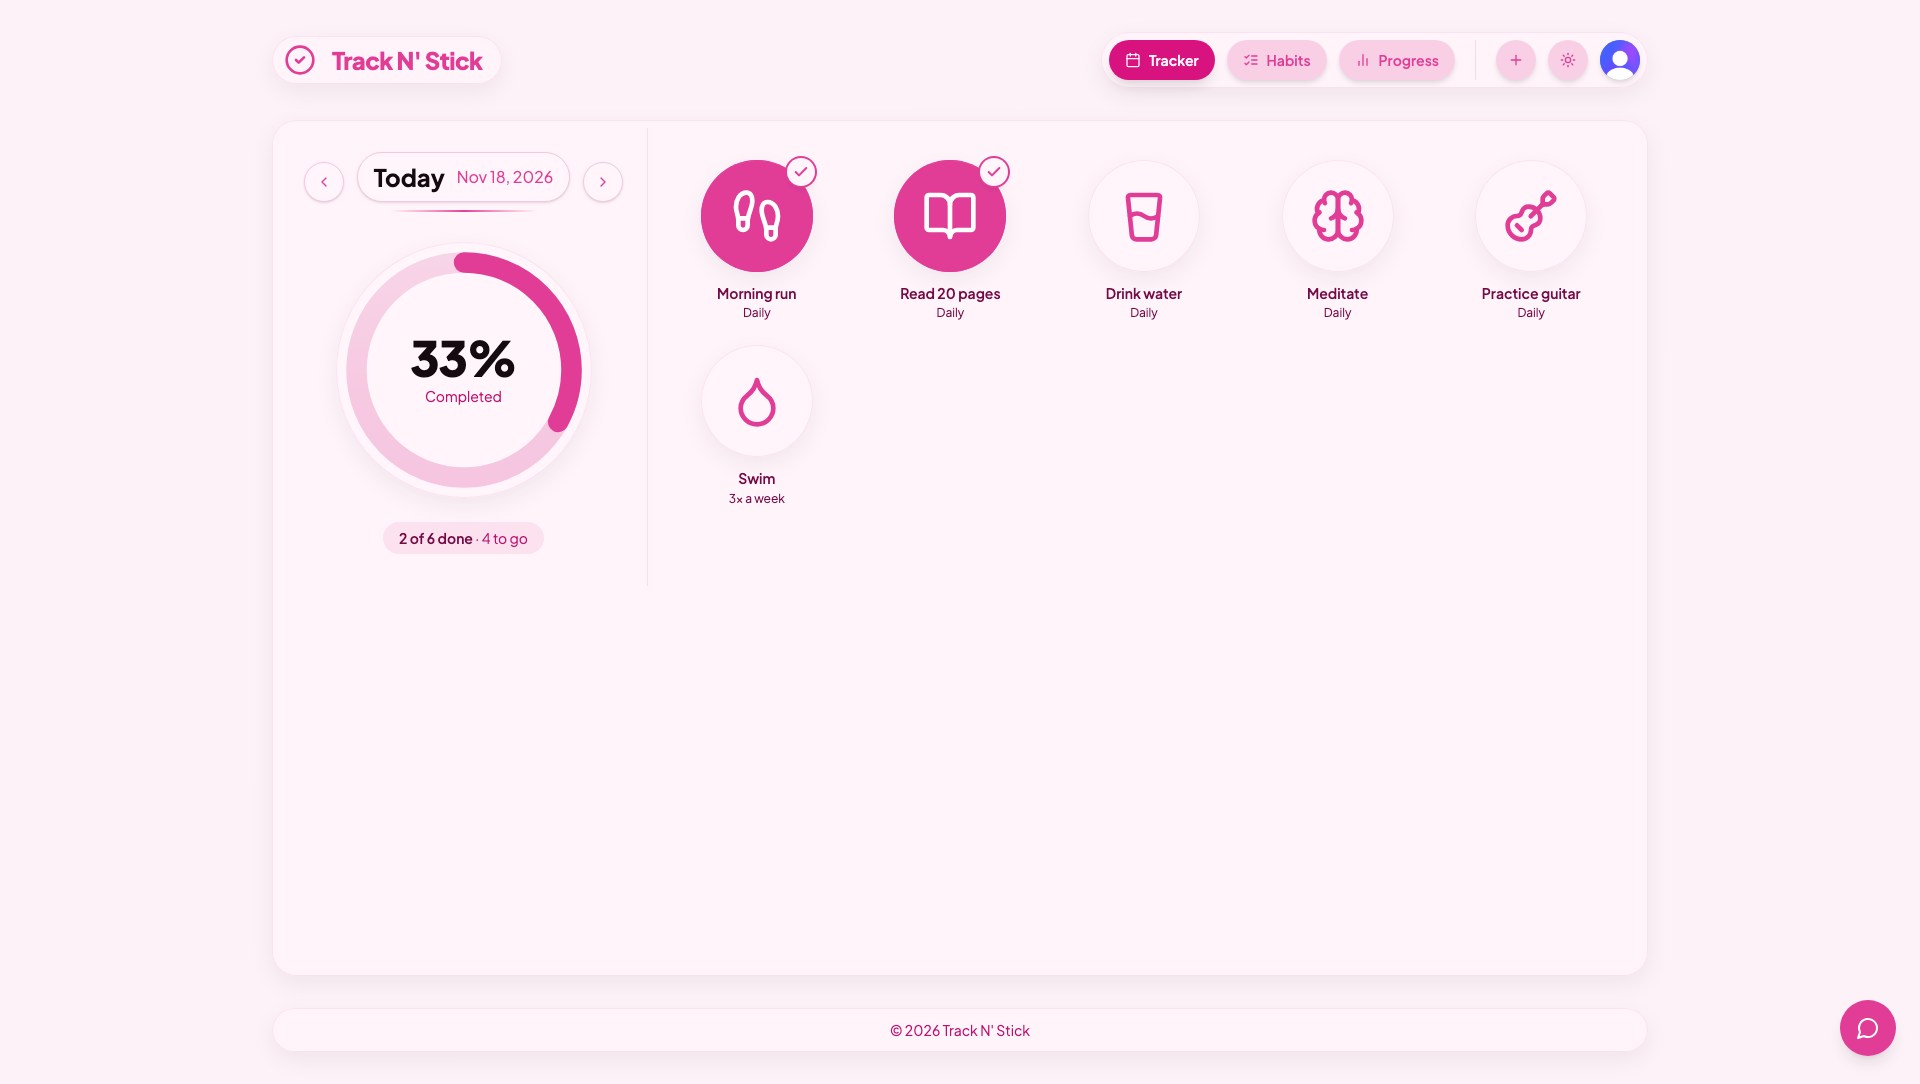 Track N' Stick
Tracker
Habits
Progress
Today Nov 18, 2026
33%
Completed
2 of 6 done · 4 to go
Morning run
Daily
Read 20 pages
Daily
Drink water
Daily
Meditate
Daily
Practice guitar
Daily
Swim
3× a week
© 2026 Track N' Stick